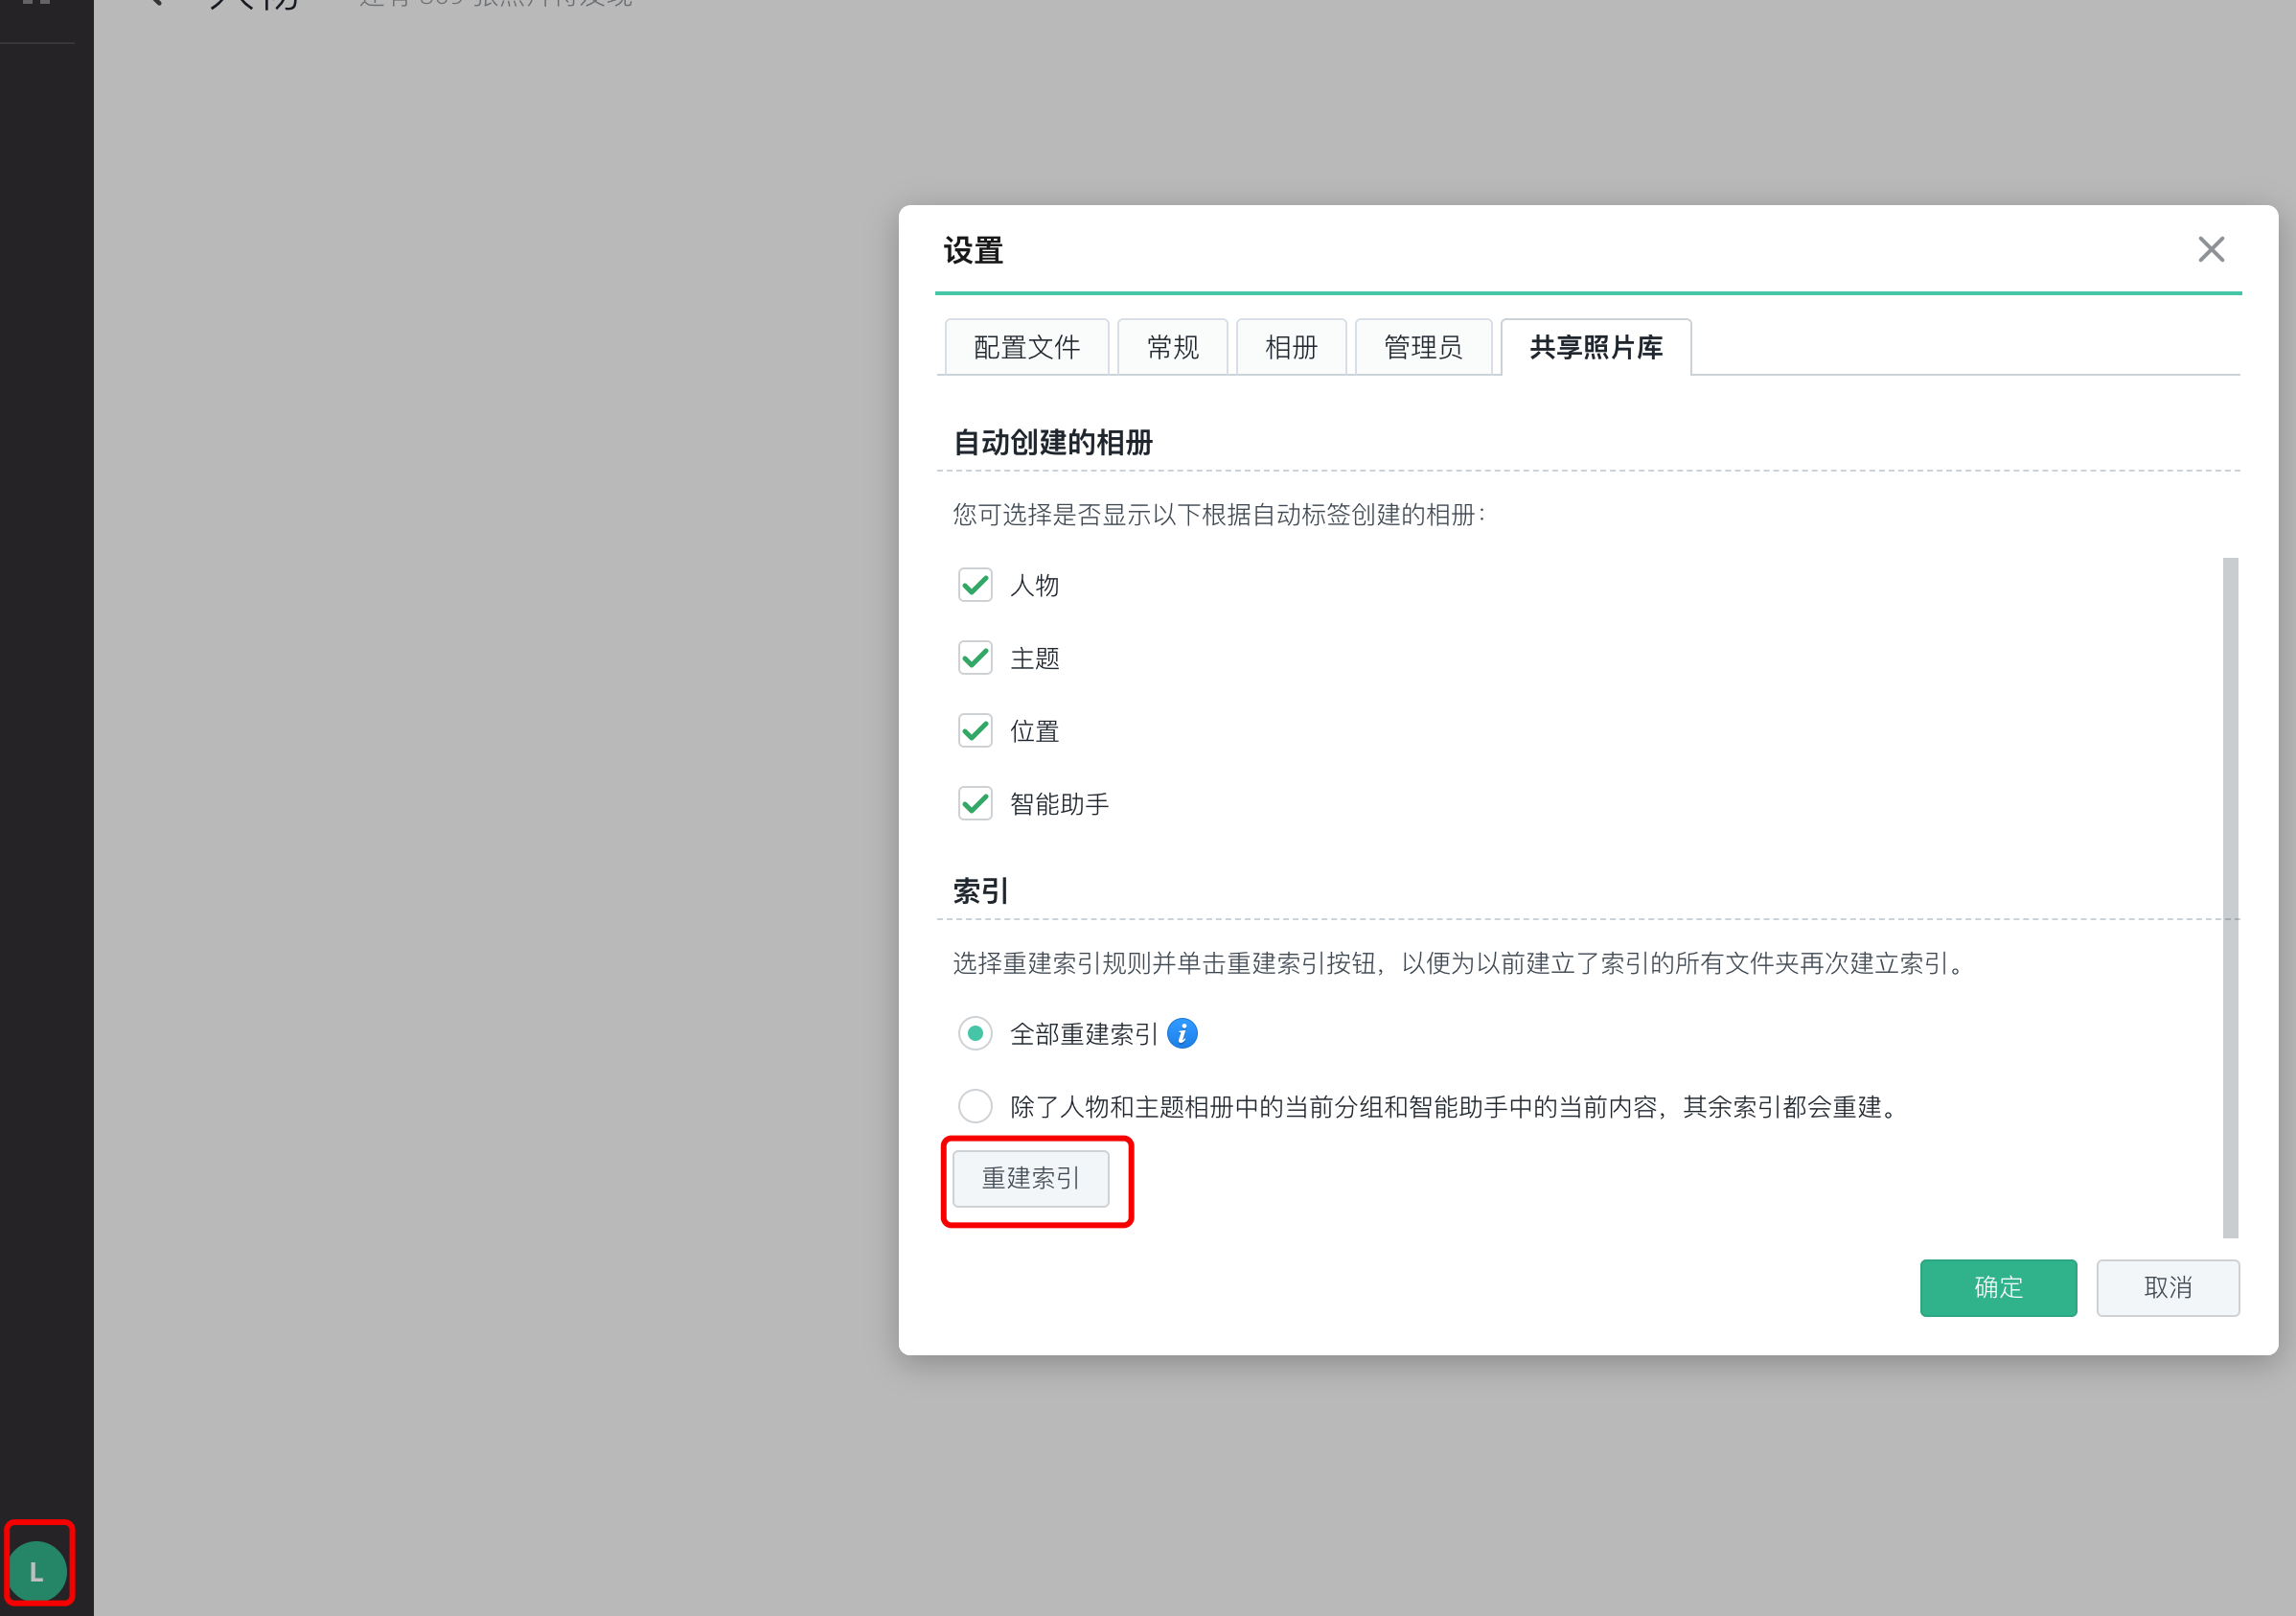 设置
配置文件 常规 相册 管理员 共享照片库
自动创建的相册
您可选择是否显示以下根据自动标签创建的相册：
人物
主题
位置
智能助手
索引
选择重建索引规则并单击重建索引按钮，以便为以前建立了索引的所有文件夹再次建立索引。
全部重建索引
除了人物和主题相册中的当前分组和智能助手中的当前内容，其余索引都会重建。
重建索引
确定 取消
L